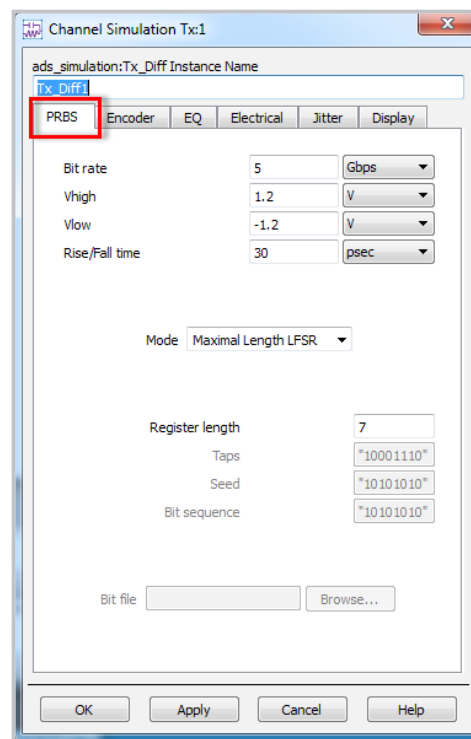 Channel Simulation Tx:1
ads_simulation:Tx_Diff Instance Name
Tx_Diff1
PRBS Encoder EQ Electrical Jitter Display
Bit rate 5 Gbps
Vhigh 1.2 V
Vlow -1.2 V
Rise/Fall time 30 psec
Mode Maximal Length LFSR
Register length 7
Taps "10001110"
Seed "10101010"
Bit sequence "10101010"
Bit file Browse...
OK Apply Cancel Help